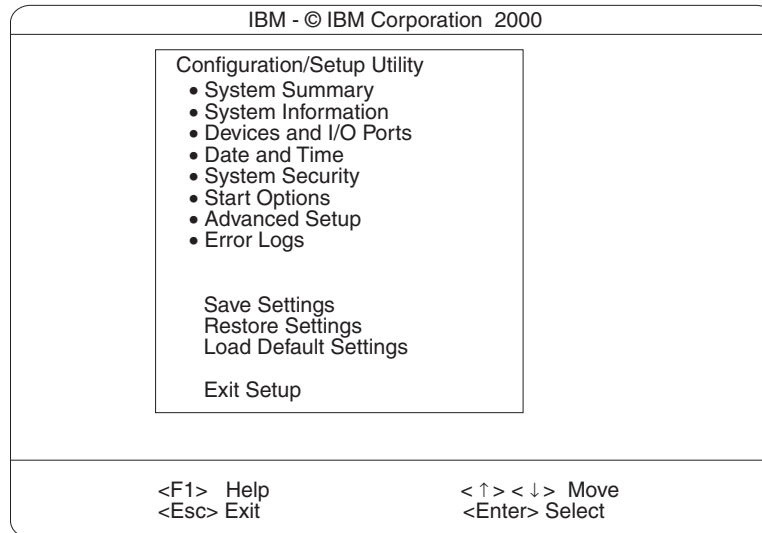 IBM - © IBM Corporation 2000
Configuration/Setup Utility
• System Summary
• System Information
• Devices and I/O Ports
• Date and Time
• System Security
• Start Options
• Advanced Setup
• Error Logs
Save Settings
Restore Settings
Load Default Settings
Exit Setup
<F1> Help < ↑ > < ↓ > Move
<Esc> Exit <Enter> Select